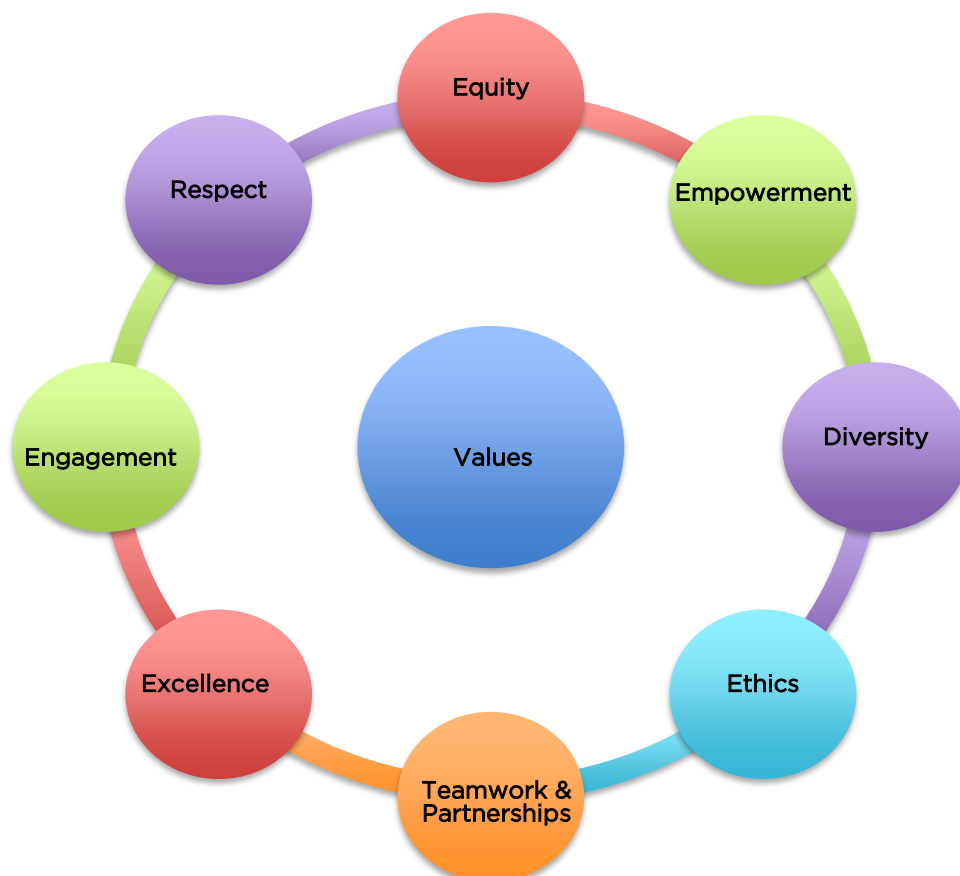 Equity
Empowerment
Diversity
Ethics
Teamwork &
Partnerships
Excellence
Engagement
Respect
Values